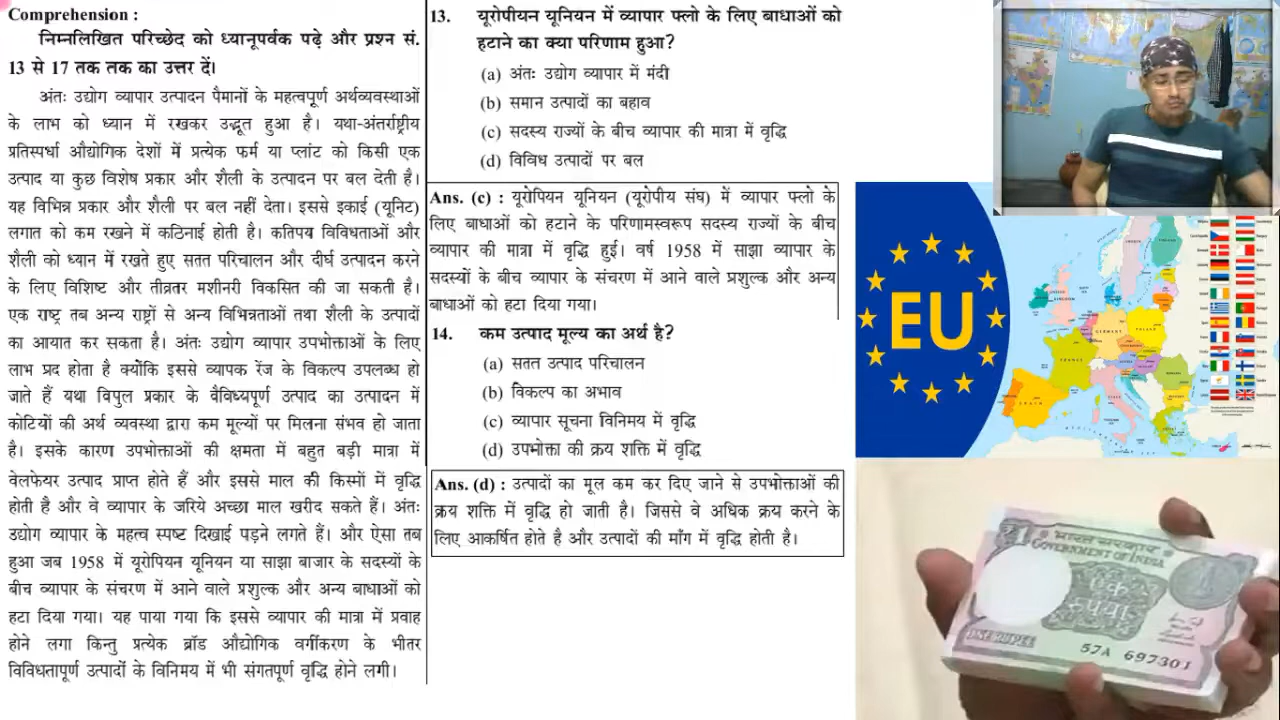 Comprehension :
निम्नलिखित परिच्छेद को ध्यानूपर्वक पढ़े और प्रश्न सं.
13 से 17 तक तक का उत्तर दें।
अंतः उद्योग व्यापार उत्पादन पैमानों के महत्वपूर्ण अर्थव्यवस्थाओं
के लाभ को ध्यान में रखकर उद्भूत हुआ है। यथा-अंतर्राष्ट्रीय
प्रतिस्पर्धा औद्योगिक देशों में प्रत्येक फर्म या प्लांट को किसी एक
उत्पाद या कुछ विशेष प्रकार और शैली के उत्पादन पर बल देती है।
यह विभिन्न प्रकार और शैली पर बल नहीं देता। इससे इकाई (यूनिट)
लगात को कम रखने में कठिनाई होती है। कतिपय विविधताओं और
शैली को ध्यान में रखते हुए सतत परिचालन और दीर्घ उत्पादन करने
के लिए विशिष्ट और तीव्रतर मशीनरी विकसित की जा सकती है।
एक राष्ट्र तब अन्य राष्ट्रों से अन्य विभिन्नताओं तथा शैली के उत्पादों
का आयात कर सकता है। अंतः उद्योग व्यापार उपभोक्ताओं के लिए
लाभ प्रद होता है क्योंकि इससे व्यापक रेंज के विकल्प उपलब्ध हो
जाते हैं यथा विपुल प्रकार के वैविध्यपूर्ण उत्पाद का उत्पादन में
कोटियों की अर्थ व्यवस्था द्वारा कम मूल्यों पर मिलना संभव हो जाता
है। इसके कारण उपभोक्ताओं की क्षमता में बहुत बड़ी मात्रा में
वेलफेयर उत्पाद प्राप्त होते हैं और इससे माल की किस्मों में वृद्धि
होती है और वे व्यापार के जरिये अच्छा माल खरीद सकते हैं। अंतः
उद्योग व्यापार के महत्व स्पष्ट दिखाई पड़ने लगते हैं। और ऐसा तब
हुआ जब 1958 में यूरोपियन यूनियन या साझा बाजार के सदस्यों के
बीच व्यापार के संचरण में आने वाले प्रशुल्क और अन्य बाधाओं को
हटा दिया गया। यह पाया गया कि इससे व्यापार की मात्रा में प्रवाह
होने लगा किन्तु प्रत्येक ब्रॉड औद्योगिक वर्गीकरण के भीतर
विविधतापूर्ण उत्पादों के विनिमय में भी संगतपूर्ण वृद्धि होने लगी।
13. यूरोपीयन यूनियन में व्यापार फ्लो के लिए बाधाओं को
हटाने का क्या परिणाम हुआ?
(a) अंतः उद्योग व्यापार में मंदी
(b) समान उत्पादों का बहाव
(c) सदस्य राज्यों के बीच व्यापार की मात्रा में वृद्धि
(d) विविध उत्पादों पर बल
Ans. (c) : यूरोपियन यूनियन (यूरोपीय संघ) में व्यापार फ्लो के
लिए बाधाओं को हटाने के परिणामस्वरूप सदस्य राज्यों के बीच
व्यापार की मात्रा में वृद्धि हुई। वर्ष 1958 में साझा व्यापार के
सदस्यों के बीच व्यापार के संचरण में आने वाले प्रशुल्क और अन्य
बाधाओं को हटा दिया गया।
14. कम उत्पाद मूल्य का अर्थ है?
(a) सतत उत्पाद परिचालन
(b) विकल्प का अभाव
(c) व्यापार सूचना विनिमय में वृद्धि
(d) उपभोक्ता की क्रय शक्ति में वृद्धि
Ans. (d) : उत्पादों का मूल कम कर दिए जाने से उपभोक्ताओं की
क्रय शक्ति में वृद्धि हो जाती है। जिससे वे अधिक क्रय करने के
लिए आकर्षित होते है और उत्पादों की माँग में वृद्धि होती है।
EU
FRANCE
GERMANY
POLAND
SPAIN
भारत सरकार
GOVERNMENT OF INDIA
एक
रुपया
ONE RUPEE
57A 697301